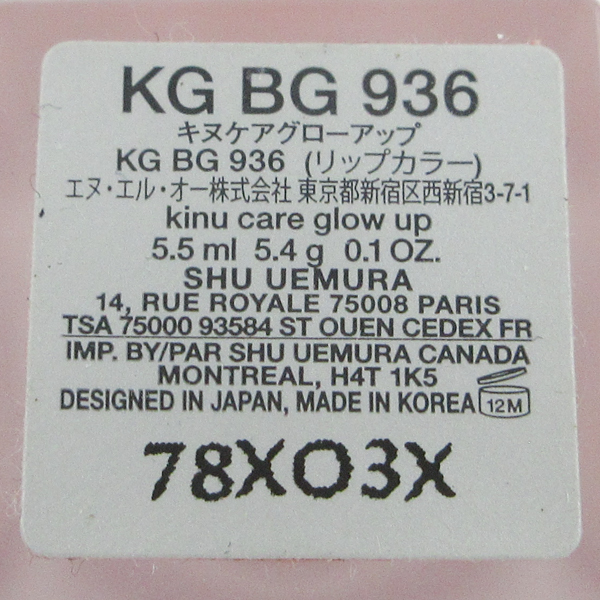 KG BG 936
キヌケアグローアップ
KG BG 936 (リップカラー)
エヌ・エル・オー株式会社 東京都新宿区西新宿3-7-1
kinu care glow up
5.5 ml 5.4 g 0.1 OZ.
SHU UEMURA
14, RUE ROYALE 75008 PARIS
TSA 75000 93584 ST OUEN CEDEX FR
IMP. BY/PAR SHU UEMURA CANADA
MONTREAL, H4T 1K5
DESIGNED IN JAPAN, MADE IN KOREA 12M
78XO3X